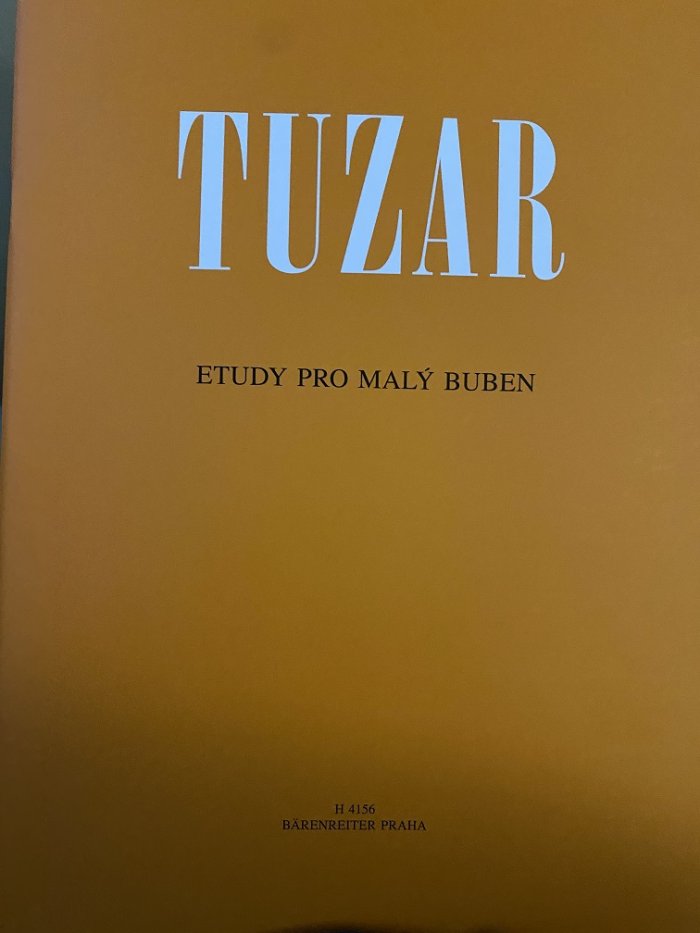 TUZAR
ETUDY PRO MALÝ BUBEN
H 4156
BÄRENREITER PRAHA